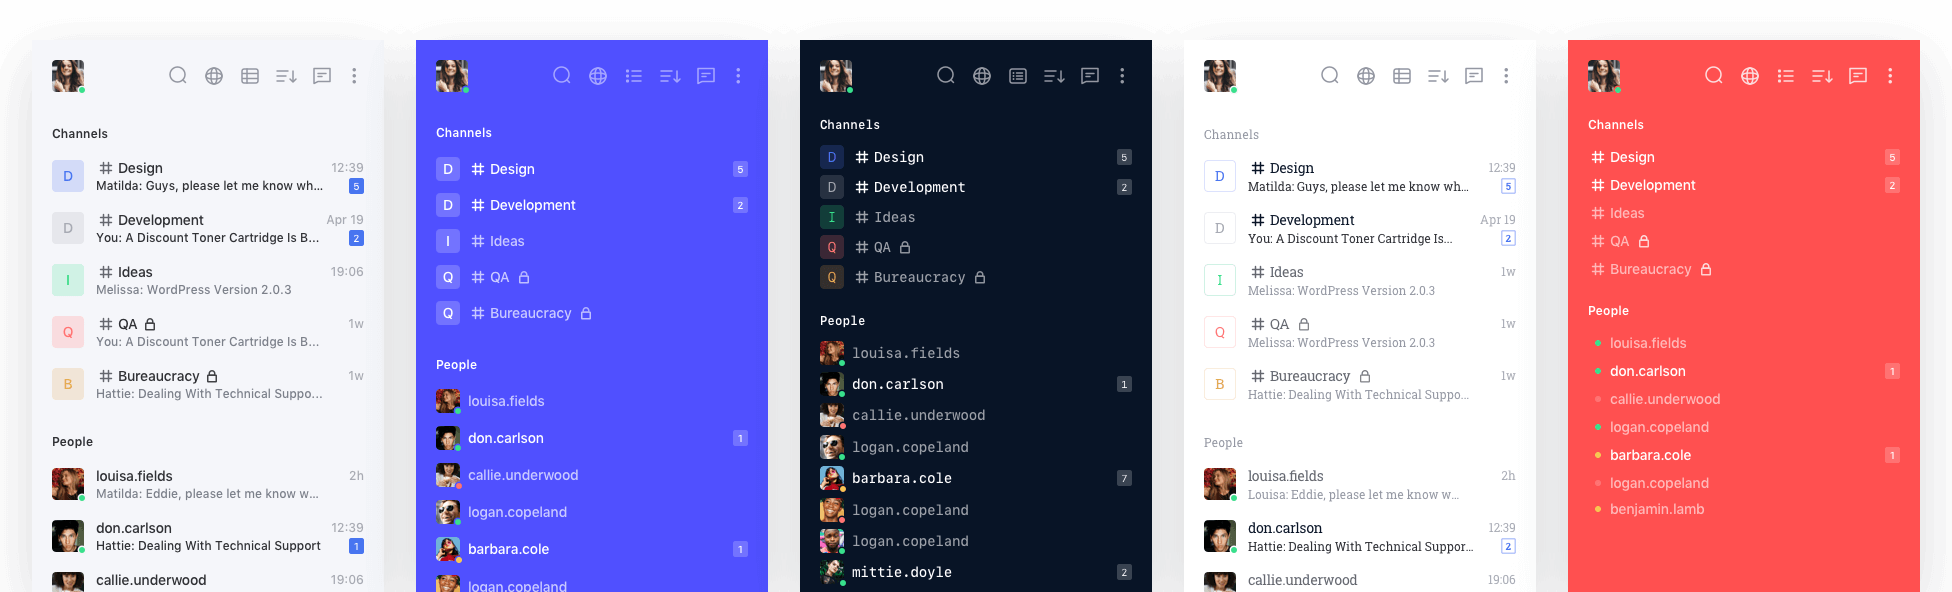 Channels
D # Design 12:39
Matilda: Guys, please let me know wh... 5
D # Development Apr 19
You: A Discount Toner Cartridge Is B... 2
I # Ideas 19:06
Melissa: WordPress Version 2.0.3
Q # QA 1w
You: A Discount Toner Cartridge Is B...
B # Bureaucracy 1w
Hattie: Dealing With Technical Suppo...
People
louisa.fields 2h
Matilda: Eddie, please let me know w...
don.carlson 12:39
Hattie: Dealing With Technical Support 1
callie.underwood 19:06
Channels
D # Design 5
D # Development 2
I # Ideas
Q # QA
Q # Bureaucracy
People
louisa.fields
don.carlson 1
callie.underwood
logan.copeland
barbara.cole 1
logan.copeland
Channels
D # Design 5
D # Development 2
I # Ideas
Q # QA
Q # Bureaucracy
People
louisa.fields
don.carlson 1
callie.underwood
logan.copeland
barbara.cole 7
logan.copeland
logan.copeland
mittie.doyle 2
Channels
D # Design 12:39
Matilda: Guys, please let me know wh... 5
D # Development Apr 19
You: A Discount Toner Cartridge Is... 2
I # Ideas 1w
Melissa: WordPress Version 2.0.3
Q # QA 1w
Melissa: WordPress Version 2.0.3
B # Bureaucracy 1w
Hattie: Dealing With Technical Suppo...
People
louisa.fields 2h
Louisa: Eddie, please let me know w...
don.carlson 12:39
Hattie: Dealing With Technical Suppor... 2
callie.underwood 19:06
Channels
# Design 5
# Development 2
# Ideas
# QA
# Bureaucracy
People
louisa.fields
don.carlson 1
callie.underwood
logan.copeland
barbara.cole 1
logan.copeland
benjamin.lamb